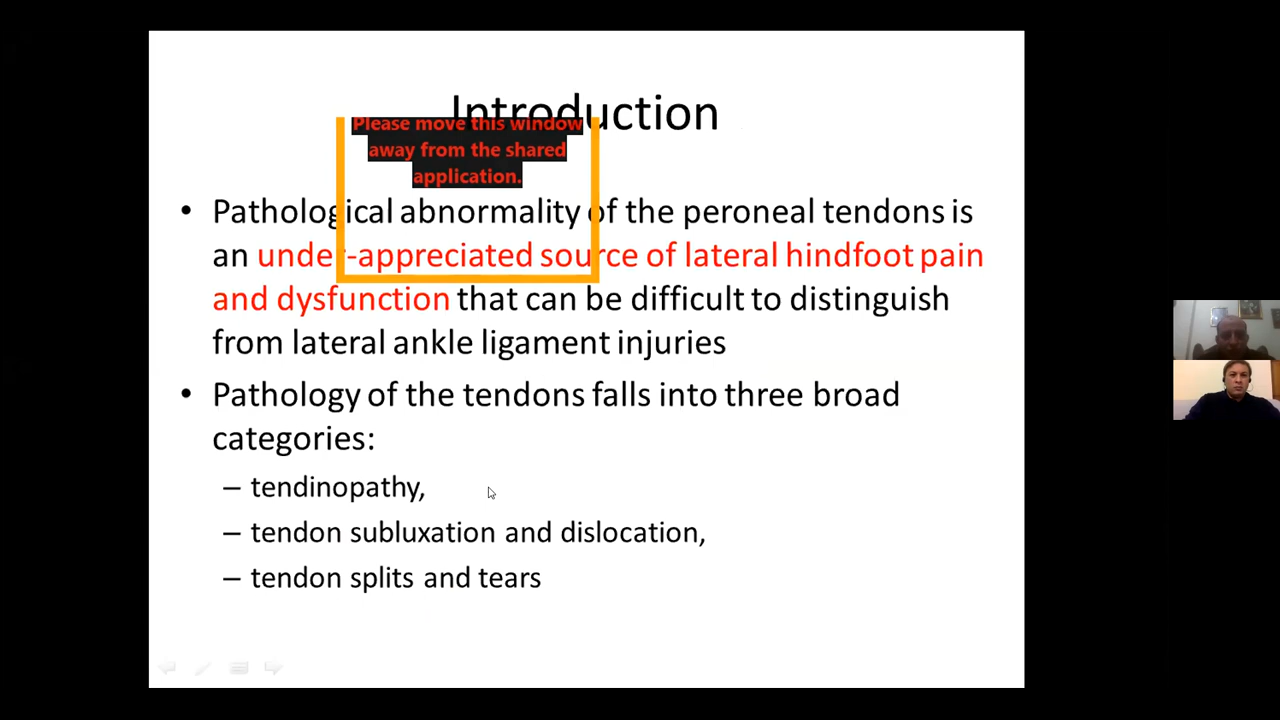 Introduction
Please move this window
away from the shared
application.
• Pathological abnormality of the peroneal tendons is
an under-appreciated source of lateral hindfoot pain
and dysfunction that can be difficult to distinguish
from lateral ankle ligament injuries
• Pathology of the tendons falls into three broad
categories:
– tendinopathy,
– tendon subluxation and dislocation,
– tendon splits and tears